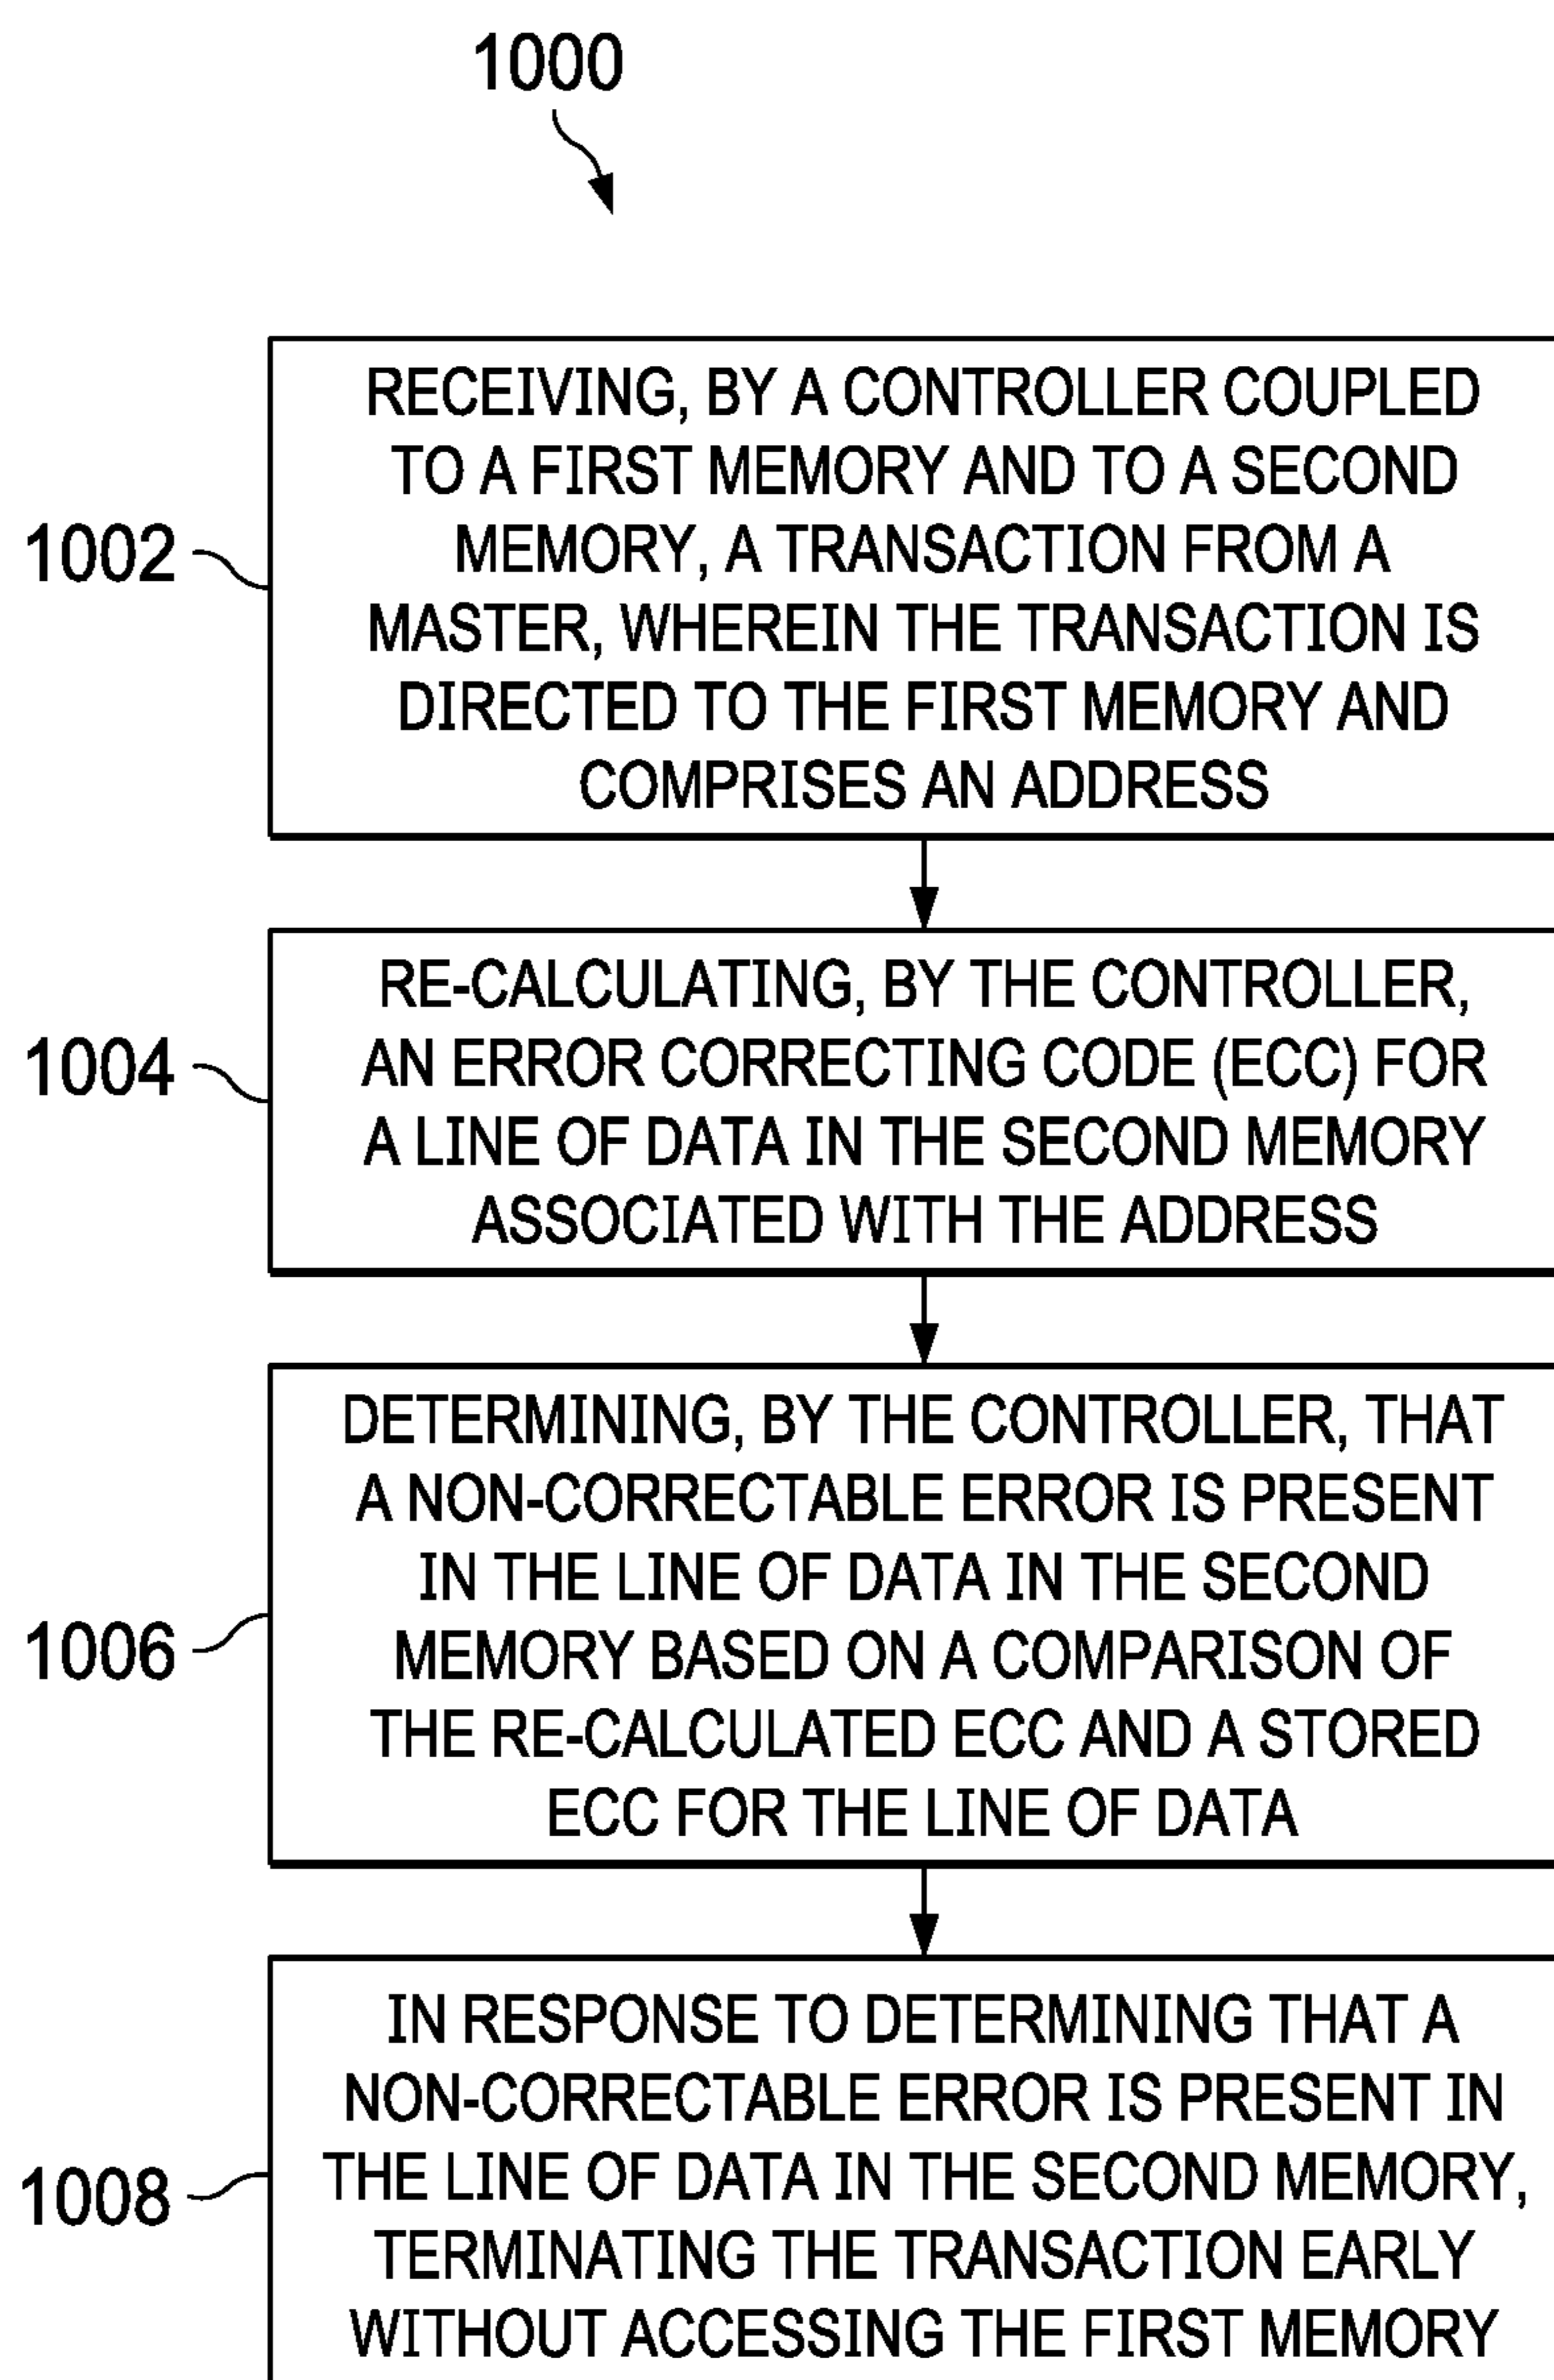 1000
1002
RECEIVING, BY A CONTROLLER COUPLED
TO A FIRST MEMORY AND TO A SECOND
MEMORY, A TRANSACTION FROM A
MASTER, WHEREIN THE TRANSACTION IS
DIRECTED TO THE FIRST MEMORY AND
COMPRISES AN ADDRESS
1004
RE-CALCULATING, BY THE CONTROLLER,
AN ERROR CORRECTING CODE (ECC) FOR
A LINE OF DATA IN THE SECOND MEMORY
ASSOCIATED WITH THE ADDRESS
1006
DETERMINING, BY THE CONTROLLER, THAT
A NON-CORRECTABLE ERROR IS PRESENT
IN THE LINE OF DATA IN THE SECOND
MEMORY BASED ON A COMPARISON OF
THE RE-CALCULATED ECC AND A STORED
ECC FOR THE LINE OF DATA
1008
IN RESPONSE TO DETERMINING THAT A
NON-CORRECTABLE ERROR IS PRESENT IN
THE LINE OF DATA IN THE SECOND MEMORY,
TERMINATING THE TRANSACTION EARLY
WITHOUT ACCESSING THE FIRST MEMORY